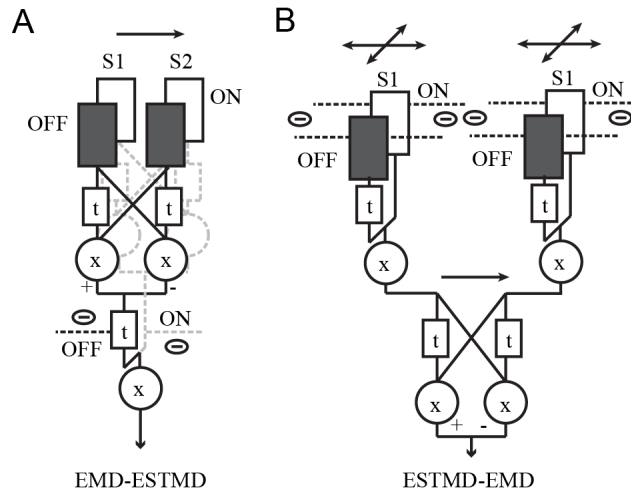 A
S1 S2
ON
OFF
t t
x x
+ -
ON
t
OFF
x
EMD-ESTMD
B
S1 ON
OFF
t
x
S1 ON
OFF
t
x
t t
x x
+ -
ESTMD-EMD